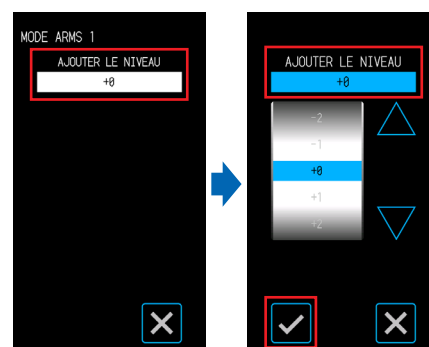 MODE ARMS 1
AJOUTER LE NIVEAU
+0
AJOUTER LE NIVEAU
+0
-2
-1
+0
+1
+2